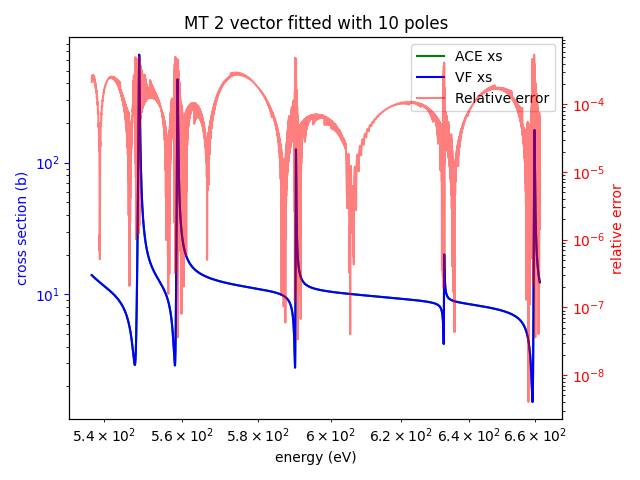 MT 2 vector fitted with 10 poles
ACE xs
VF xs
Relative error
cross section (b)
10²
10¹
relative error
10⁻⁴
10⁻⁵
10⁻⁶
10⁻⁷
10⁻⁸
5.4 × 10² 5.6 × 10² 5.8 × 10² 6 × 10² 6.2 × 10² 6.4 × 10² 6.6 × 10²
energy (eV)